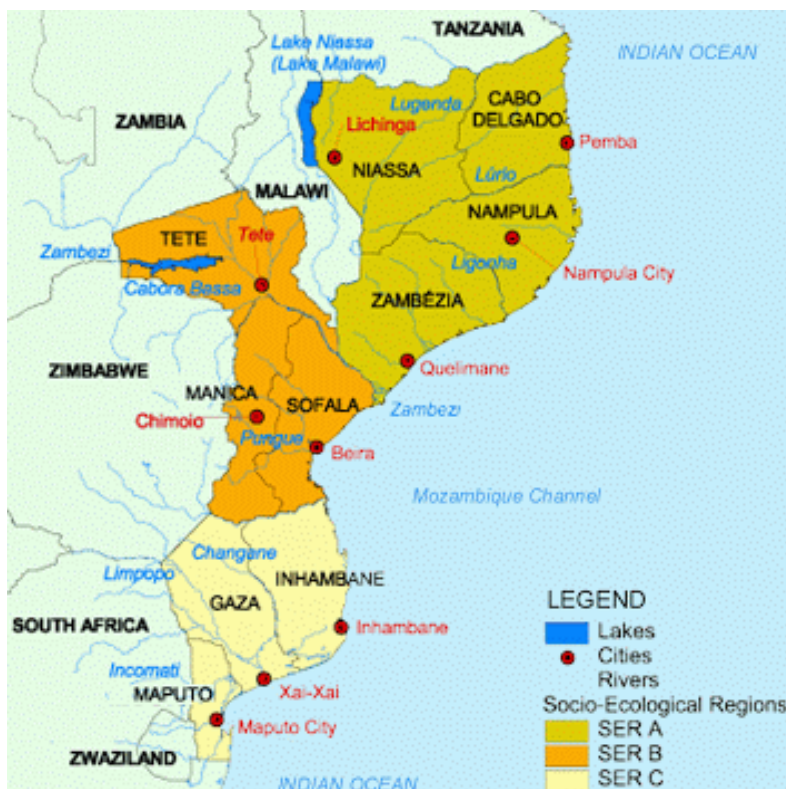 TANZANIA
INDIAN OCEAN
Lake Niassa
(Lake Malawi)
CABO
DELGADO
Lugenda
ZAMBIA
Lichinga
Pemba
NIASSA
Lúrio
MALAWI
NAMPULA
TETE
Tete
Zambezi
Ligonha
Nampula City
Cabora Bassa
ZAMBÉZIA
ZIMBABWE
Quelimane
MANICA
SOFALA
Zambezi
Chimoio
Pungue
Beira
Mozambique Channel
Changane
Limpopo
INHAMBANE
GAZA
LEGEND
SOUTH AFRICA
Inhambane
Lakes
Cities
Incomati
Rivers
MAPUTO
Xai-Xai
Socio-Ecological Regions
Maputo City
SER A
ZWAZILAND
SER B
SER C
INDIAN OCEAN